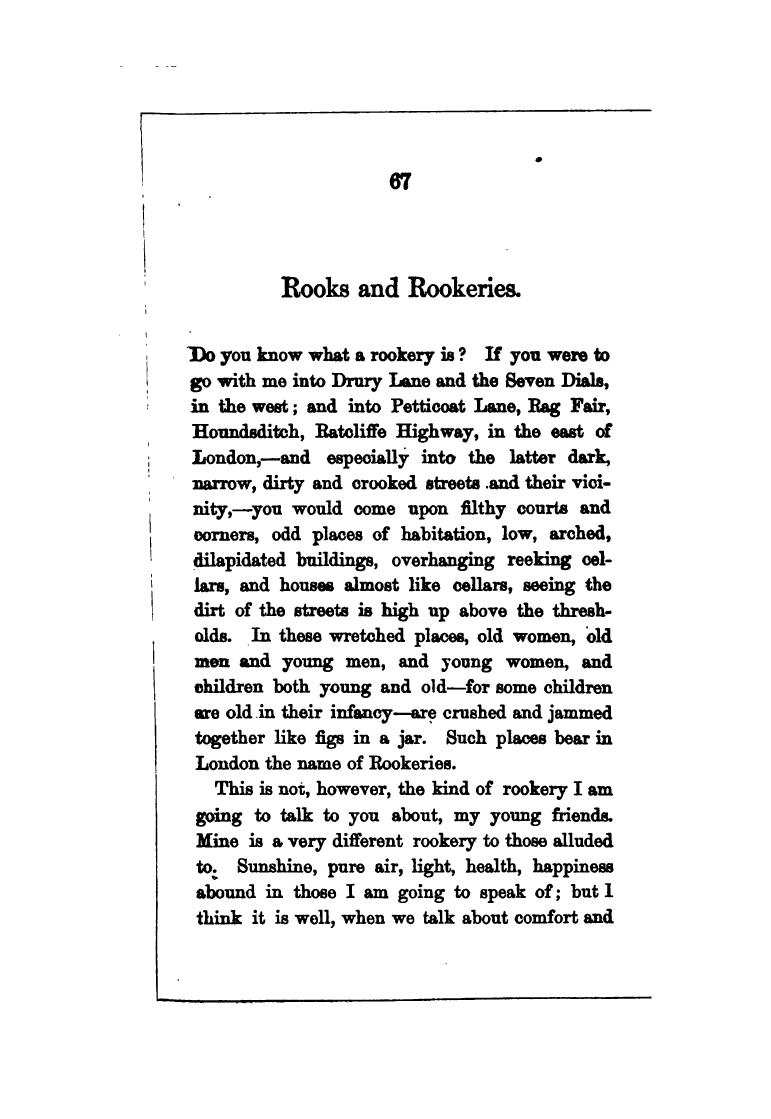 67
Rooks and Rookeries.
Do you know what a rookery is? If you were to
go with me into Drury Lane and the Seven Dials,
in the west; and into Petticoat Lane, Rag Fair,
Houndsditch, Ratcliffe Highway, in the east of
London,—and especially into the latter dark,
narrow, dirty and crooked streets and their vici-
nity,—you would come upon filthy courts and
corners, odd places of habitation, low, arched,
dilapidated buildings, overhanging reeking cel-
lars, and houses almost like cellars, seeing the
dirt of the streets is high up above the thresh-
olds. In these wretched places, old women, old
men and young men, and young women, and
children both young and old—for some children
are old in their infancy—are crushed and jammed
together like figs in a jar. Such places bear in
London the name of Rookeries.
This is not, however, the kind of rookery I am
going to talk to you about, my young friends.
Mine is a very different rookery to those alluded
to. Sunshine, pure air, light, health, happiness
abound in those I am going to speak of; but I
think it is well, when we talk about comfort and